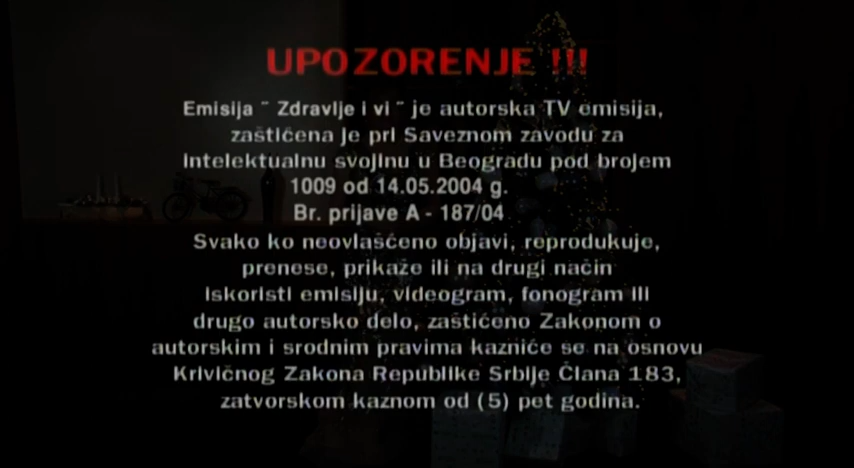 UPOZORENJE !!!
Emisija " Zdravlje i vi " je autorska TV emisija,
zaštićena je pri Saveznom zavodu za
intelektualnu svojinu u Beogradu pod brojem
1009 od 14.05.2004 g.
Br. prijave A - 187/04
Svako ko neovlašćeno objavi, reprodukuje,
prenese, prikaže ili na drugi način
iskoristi emisiju, videogram, fonogram ili
drugo autorsko delo, zaštićeno Zakonom o
autorskim i srodnim pravima kazniće se na osnovu
Krivičnog Zakona Republike Srbije Člana 183,
zatvorskom kaznom od (5) pet godina.